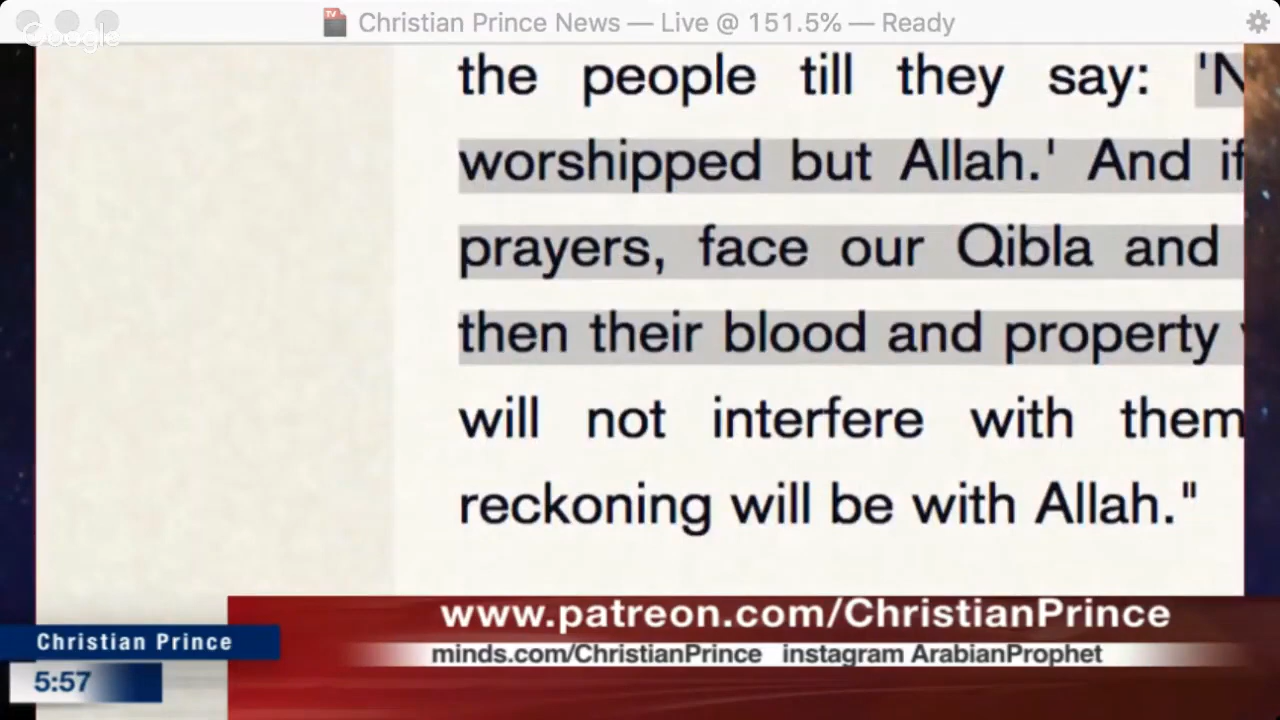 Christian Prince News — Live @ 151.5% — Ready
Google
the people till they say: 'N
worshipped but Allah.' And if
prayers, face our Qibla and
then their blood and property
will not interfere with them
reckoning will be with Allah."
www.patreon.com/ChristianPrince
Christian Prince
minds.com/ChristianPrince instagram ArabianProphet
5:57